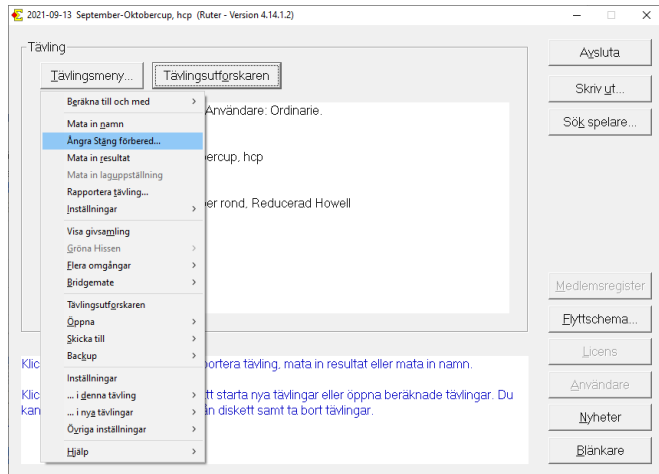 2021-09-13 September-Oktobercup, hcp (Ruter - Version 4.14.1.2)
Tävling
Tävlingsmeny...
Tävlingsutforskaren
Beräkna till och med
Mata in namn
Ångra Stäng förbered...
Mata in resultat
Mata in laguppställning
Rapportera tävling...
Inställningar
Visa givsamling
Gröna Hissen
Flera omgångar
Bridgemate
Tävlingsutforskaren
Öppna
Skicka till
Backup
Inställningar
... i denna tävling
... i nya tävlingar
Övriga inställningar
Hjälp
Användare: Ordinarie.
bercup, hcp
per rond, Reducerad Howell
Klic
portera tävling, mata in resultat eller mata in namn.
Klic
tt starta nya tävlingar eller öppna beräknade tävlingar. Du
kan
ån diskett samt ta bort tävlingar.
Avsluta
Skriv ut...
Sök spelare...
Medlemsregister
Flyttschema...
Licens
Användare
Nyheter
Blänkare